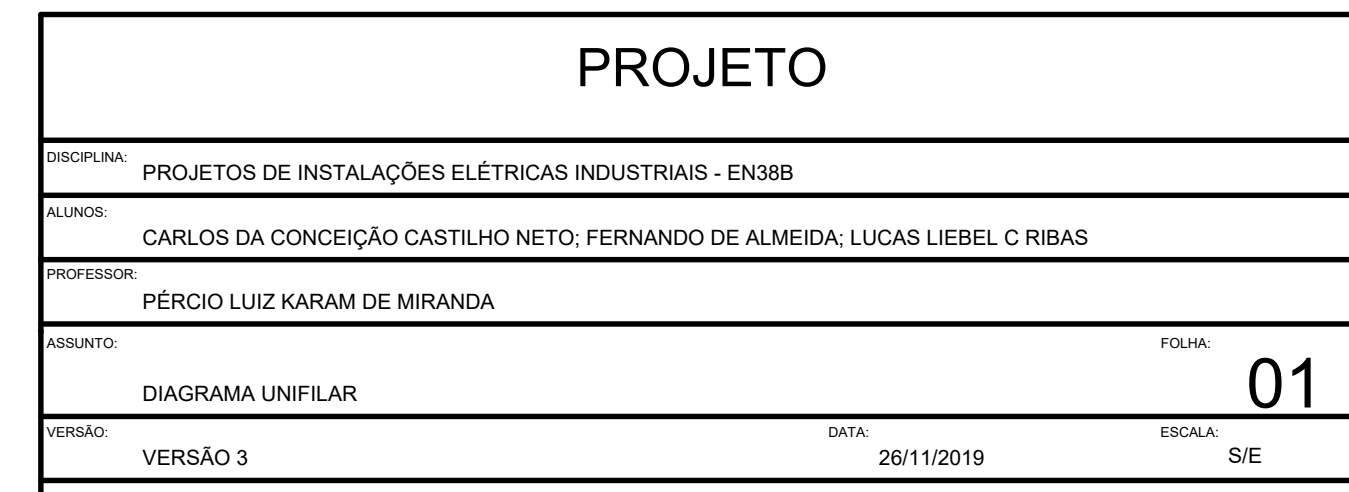 PROJETO
DISCIPLINA:
PROJETOS DE INSTALAÇÕES ELÉTRICAS INDUSTRIAIS - EN38B
ALUNOS:
CARLOS DA CONCEIÇÃO CASTILHO NETO; FERNANDO DE ALMEIDA; LUCAS LIEBEL C RIBAS
PROFESSOR:
PÉRCIO LUIZ KARAM DE MIRANDA
ASSUNTO:
DIAGRAMA UNIFILAR
FOLHA:
01
VERSÃO:
VERSÃO 3
DATA:
26/11/2019
ESCALA:
S/E